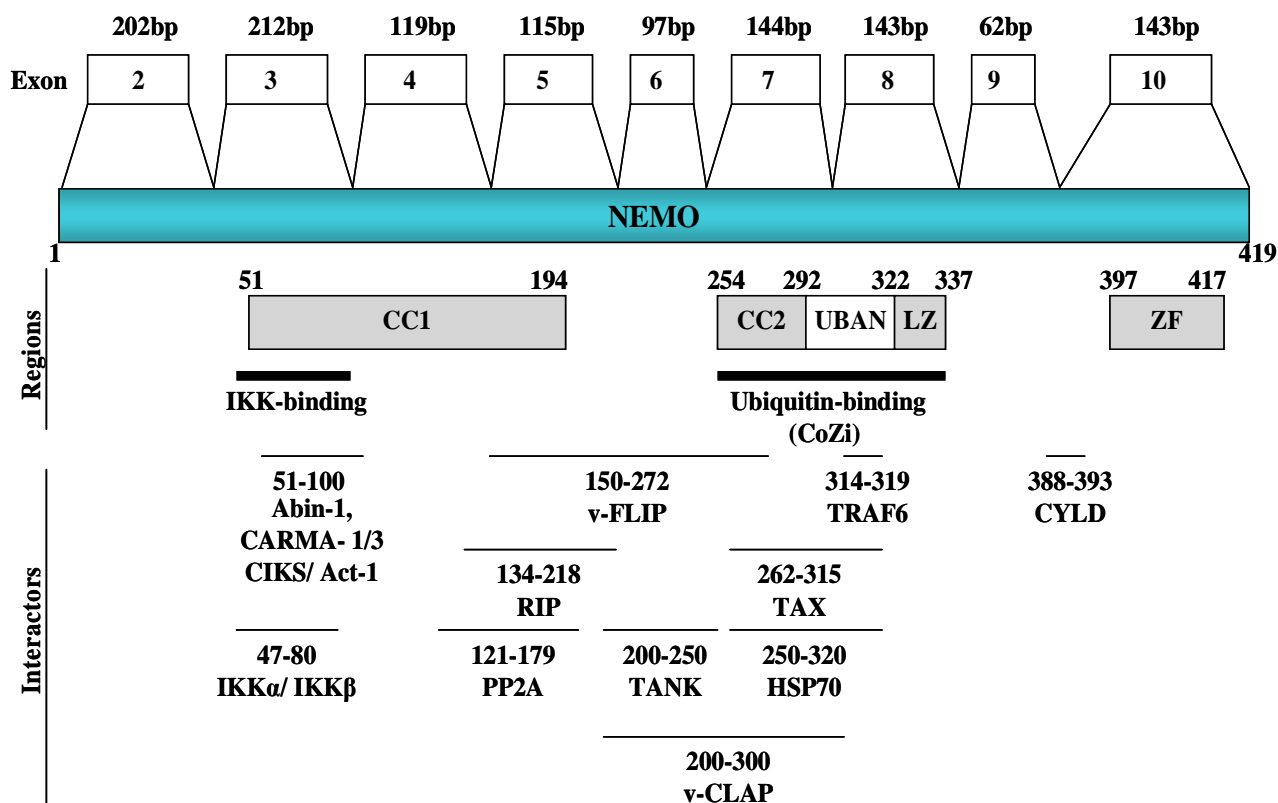 202bp 212bp 119bp 115bp 97bp 144bp 143bp 62bp 143bp
Exon 2 3 4 5 6 7 8 9 10
NEMO
1 419
51 194 254 292 322 337 397 417
CC1 CC2 UBAN LZ ZF
Regions
IKK-binding Ubiquitin-binding
(CoZi)
Interactors
51-100 150-272 314-319 388-393
Abin-1, v-FLIP TRAF6 CYLD
CARMA- 1/3
CIKS/ Act-1
134-218 262-315
RIP TAX
47-80 121-179 200-250 250-320
IKKα/ IKKβ PP2A TANK HSP70
200-300
v-CLAP